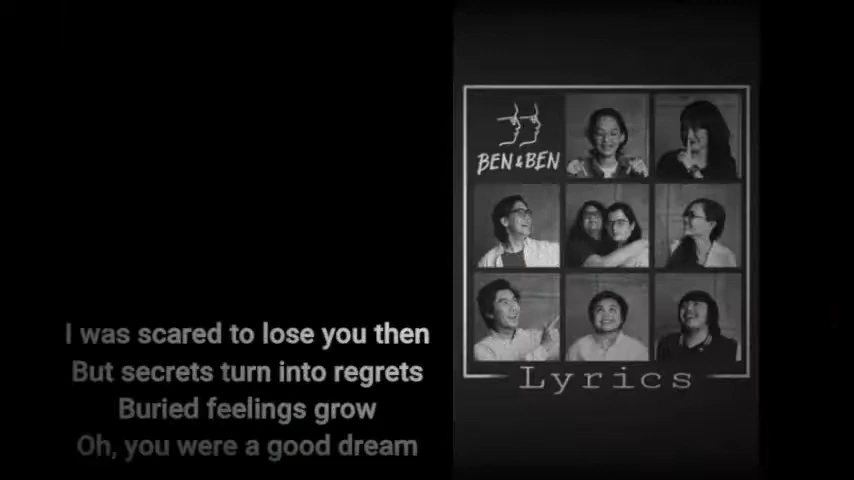 I was scared to lose you then
But secrets turn into regrets
Buried feelings grow
Oh, you were a good dream
BEN & BEN
Lyrics